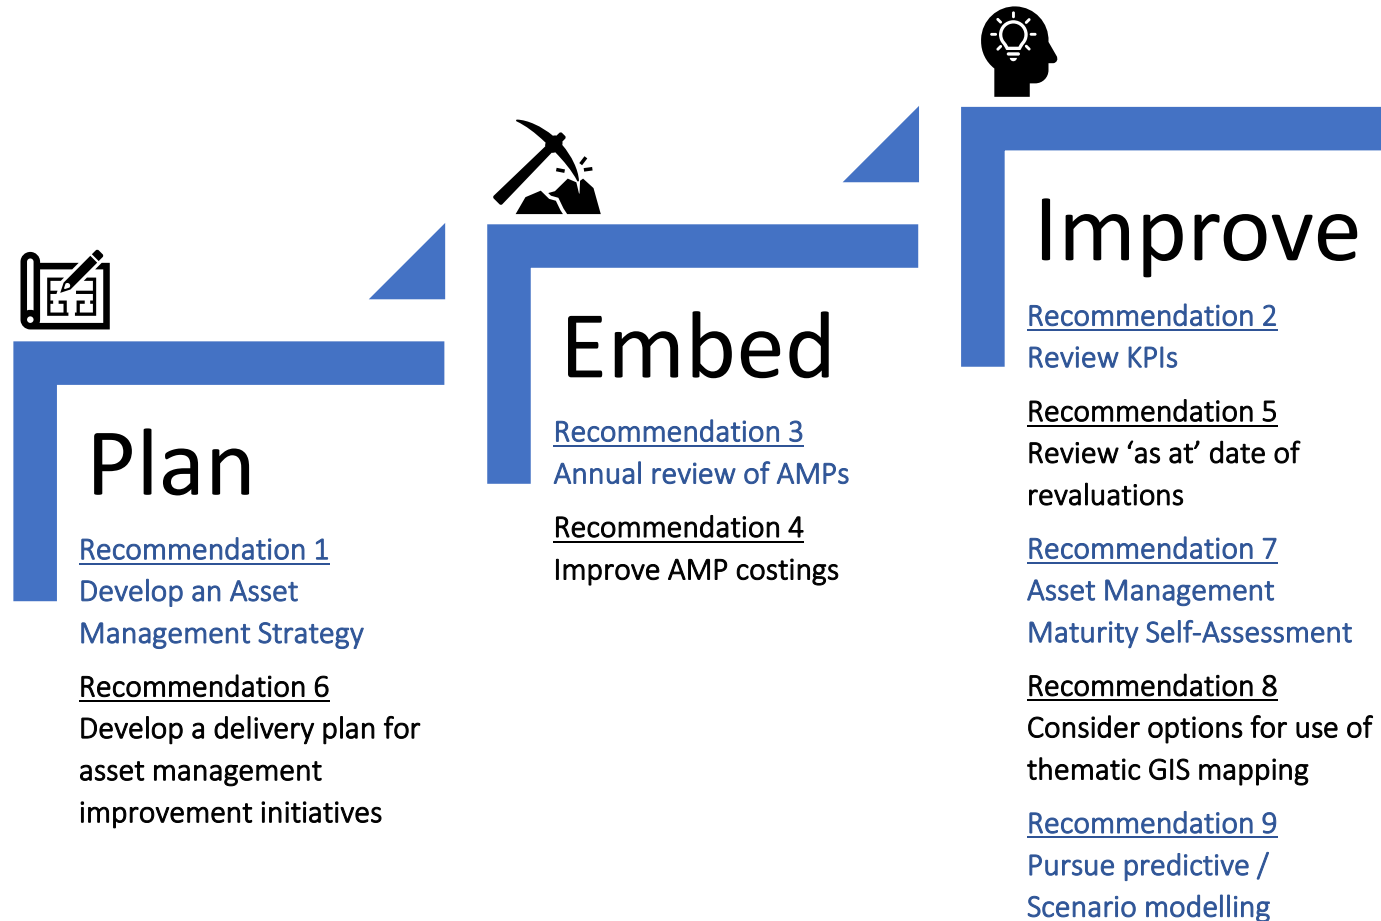 Plan
Recommendation 1
Develop an Asset
Management Strategy
Recommendation 6
Develop a delivery plan for
asset management
improvement initiatives
Embed
Recommendation 3
Annual review of AMPs
Recommendation 4
Improve AMP costings
Improve
Recommendation 2
Review KPIs
Recommendation 5
Review ‘as at’ date of
revaluations
Recommendation 7
Asset Management
Maturity Self-Assessment
Recommendation 8
Consider options for use of
thematic GIS mapping
Recommendation 9
Pursue predictive /
Scenario modelling